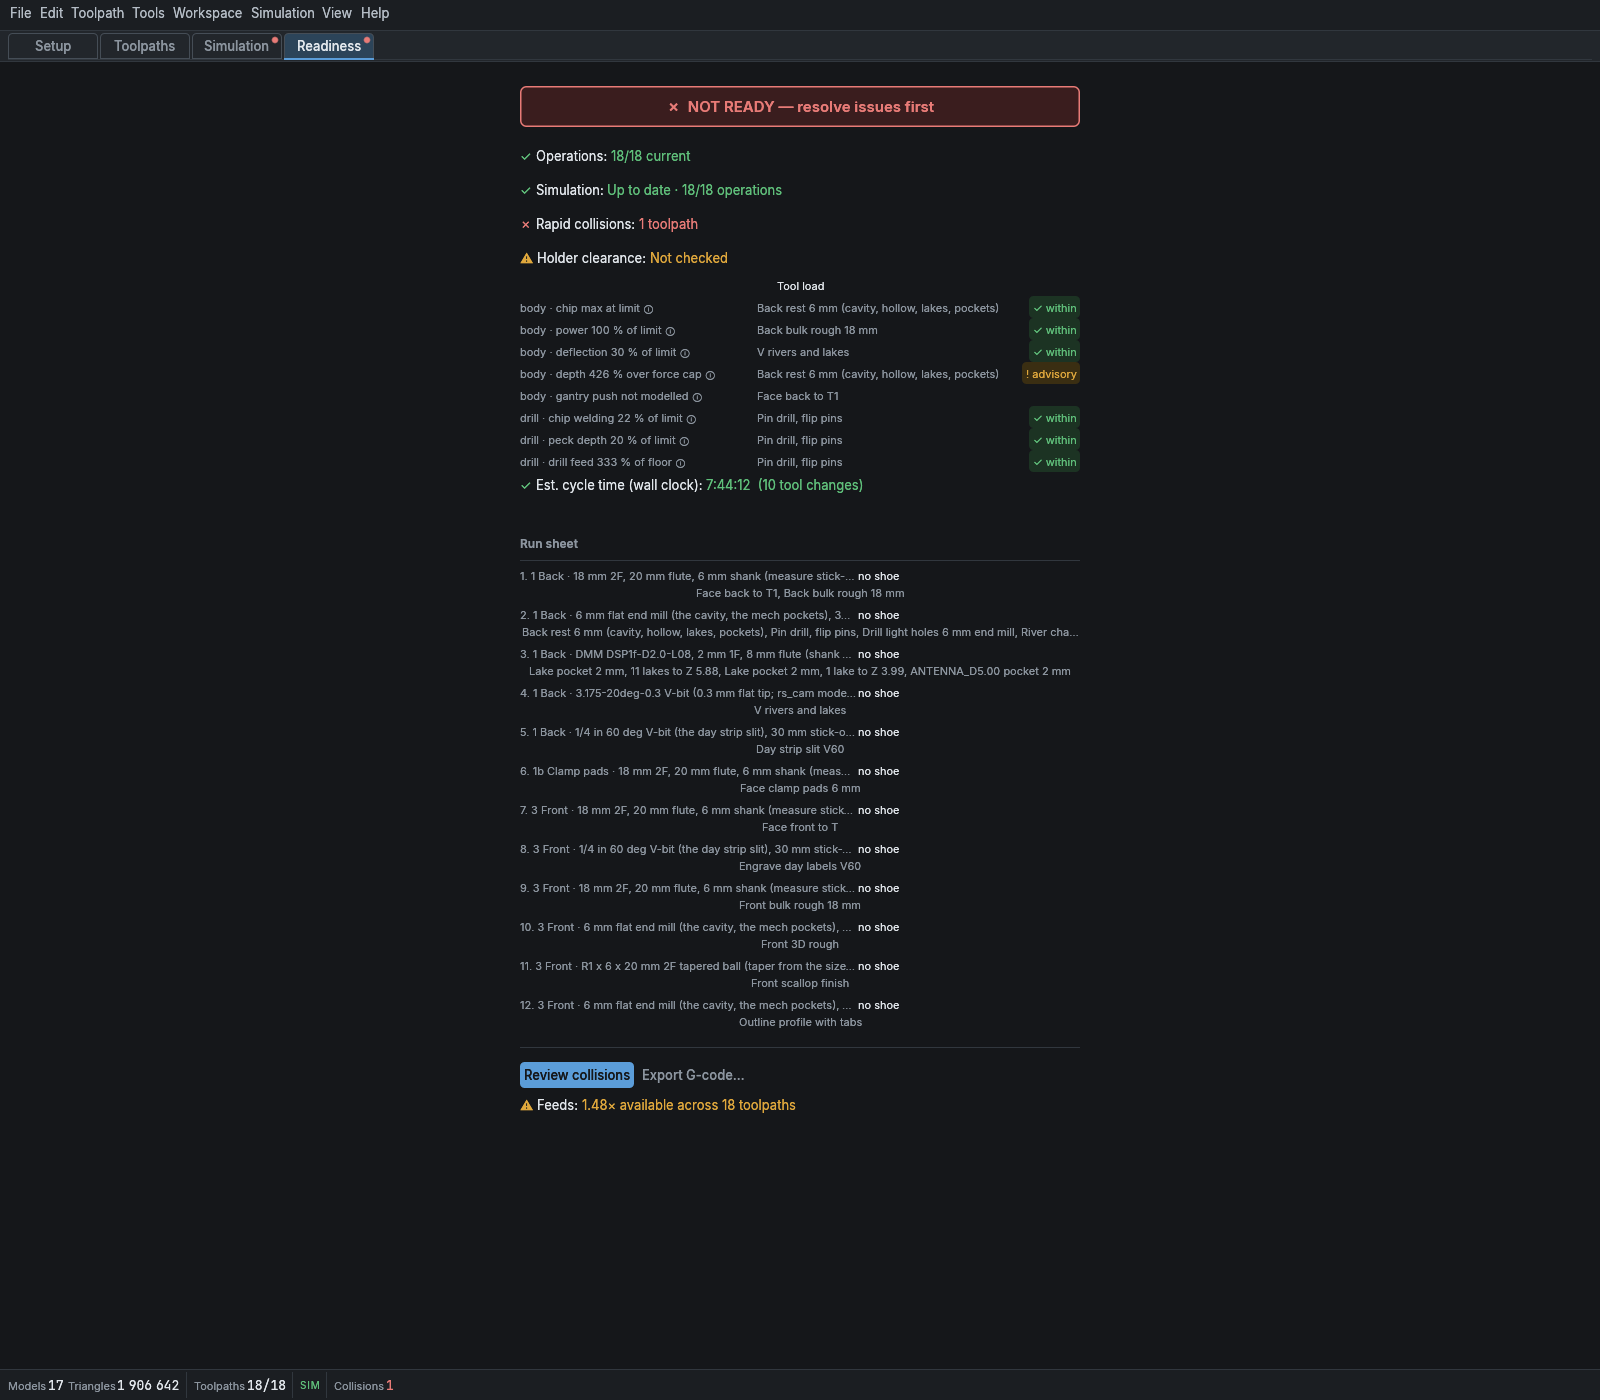 File Edit Toolpath Tools Workspace Simulation View Help
Setup Toolpaths Simulation Readiness
× NOT READY — resolve issues first
✓ Operations: 18/18 current
✓ Simulation: Up to date · 18/18 operations
× Rapid collisions: 1 toolpath
⚠ Holder clearance: Not checked
Tool load
body · chip max at limit ⓘ Back rest 6 mm (cavity, hollow, lakes, pockets) ✓ within
body · power 100 % of limit ⓘ Back bulk rough 18 mm ✓ within
body · deflection 30 % of limit ⓘ V rivers and lakes ✓ within
body · depth 426 % over force cap ⓘ Back rest 6 mm (cavity, hollow, lakes, pockets) ! advisory
body · gantry push not modelled ⓘ Face back to T1
drill · chip welding 22 % of limit ⓘ Pin drill, flip pins ✓ within
drill · peck depth 20 % of limit ⓘ Pin drill, flip pins ✓ within
drill · drill feed 333 % of floor ⓘ Pin drill, flip pins ✓ within
✓ Est. cycle time (wall clock): 7:44:12 (10 tool changes)
Run sheet
1. 1 Back · 18 mm 2F, 20 mm flute, 6 mm shank (measure stick-... no shoe
Face back to T1, Back bulk rough 18 mm
2. 1 Back · 6 mm flat end mill (the cavity, the mech pockets), 3... no shoe
Back rest 6 mm (cavity, hollow, lakes, pockets), Pin drill, flip pins, Drill light holes 6 mm end mill, River cha...
3. 1 Back · DMM DSP1f-D2.0-L08, 2 mm 1F, 8 mm flute (shank ... no shoe
Lake pocket 2 mm, 11 lakes to Z 5.88, Lake pocket 2 mm, 1 lake to Z 3.99, ANTENNA_D5.00 pocket 2 mm
4. 1 Back · 3.175-20deg-0.3 V-bit (0.3 mm flat tip; rs_cam mode... no shoe
V rivers and lakes
5. 1 Back · 1/4 in 60 deg V-bit (the day strip slit), 30 mm stick-o... no shoe
Day strip slit V60
6. 1b Clamp pads · 18 mm 2F, 20 mm flute, 6 mm shank (meas... no shoe
Face clamp pads 6 mm
7. 3 Front · 18 mm 2F, 20 mm flute, 6 mm shank (measure stick... no shoe
Face front to T
8. 3 Front · 1/4 in 60 deg V-bit (the day strip slit), 30 mm stick-... no shoe
Engrave day labels V60
9. 3 Front · 18 mm 2F, 20 mm flute, 6 mm shank (measure stick... no shoe
Front bulk rough 18 mm
10. 3 Front · 6 mm flat end mill (the cavity, the mech pockets), ... no shoe
Front 3D rough
11. 3 Front · R1 x 6 x 20 mm 2F tapered ball (taper from the size... no shoe
Front scallop finish
12. 3 Front · 6 mm flat end mill (the cavity, the mech pockets), ... no shoe
Outline profile with tabs
Review collisions Export G-code...
⚠ Feeds: 1.48× available across 18 toolpaths
Models 17 Triangles 1 906 642 Toolpaths 18/18 SIM Collisions 1